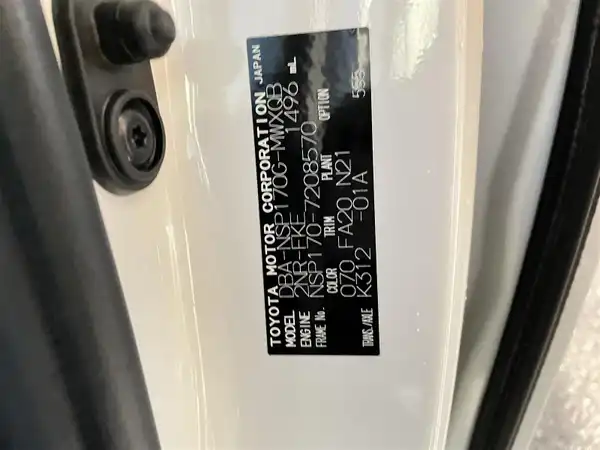 TOYOTA MOTOR CORPORATION JAPAN
MODEL DBA-NSP170G-MWXQB
ENGINE 2NR-FKE 1496 mL
FRAME No. NSP170-7208570
COLOR TRIM PLANT OPTION
070 FA20 N21
TRANS./AXLE K312 -01A